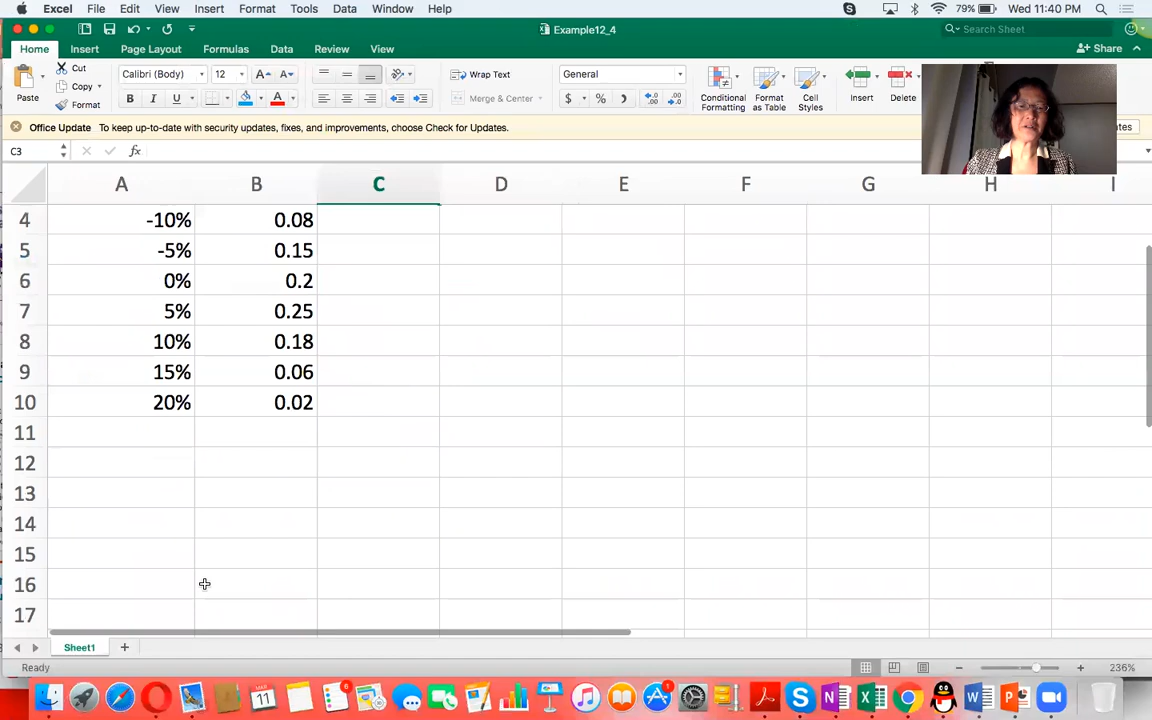 Excel File Edit View Insert Format Tools Data Window Help 79% Wed 11:40 PM
Example12_4
Search Sheet
Home Insert Page Layout Formulas Data Review View Share
Paste Cut Copy Format
Calibri (Body) 12 A A
B I U A
Wrap Text
Merge & Center
General
$ % ,
Conditional Formatting
Format as Table
Cell Styles
Insert Delete
Office Update To keep up-to-date with security updates, fixes, and improvements, choose Check for Updates.
C3 fx
A B C D E F G H I
4 -10% 0.08
5 -5% 0.15
6 0% 0.2
7 5% 0.25
8 10% 0.18
9 15% 0.06
10 20% 0.02
11
12
13
14
15
16
17
Sheet1 +
Ready 236%